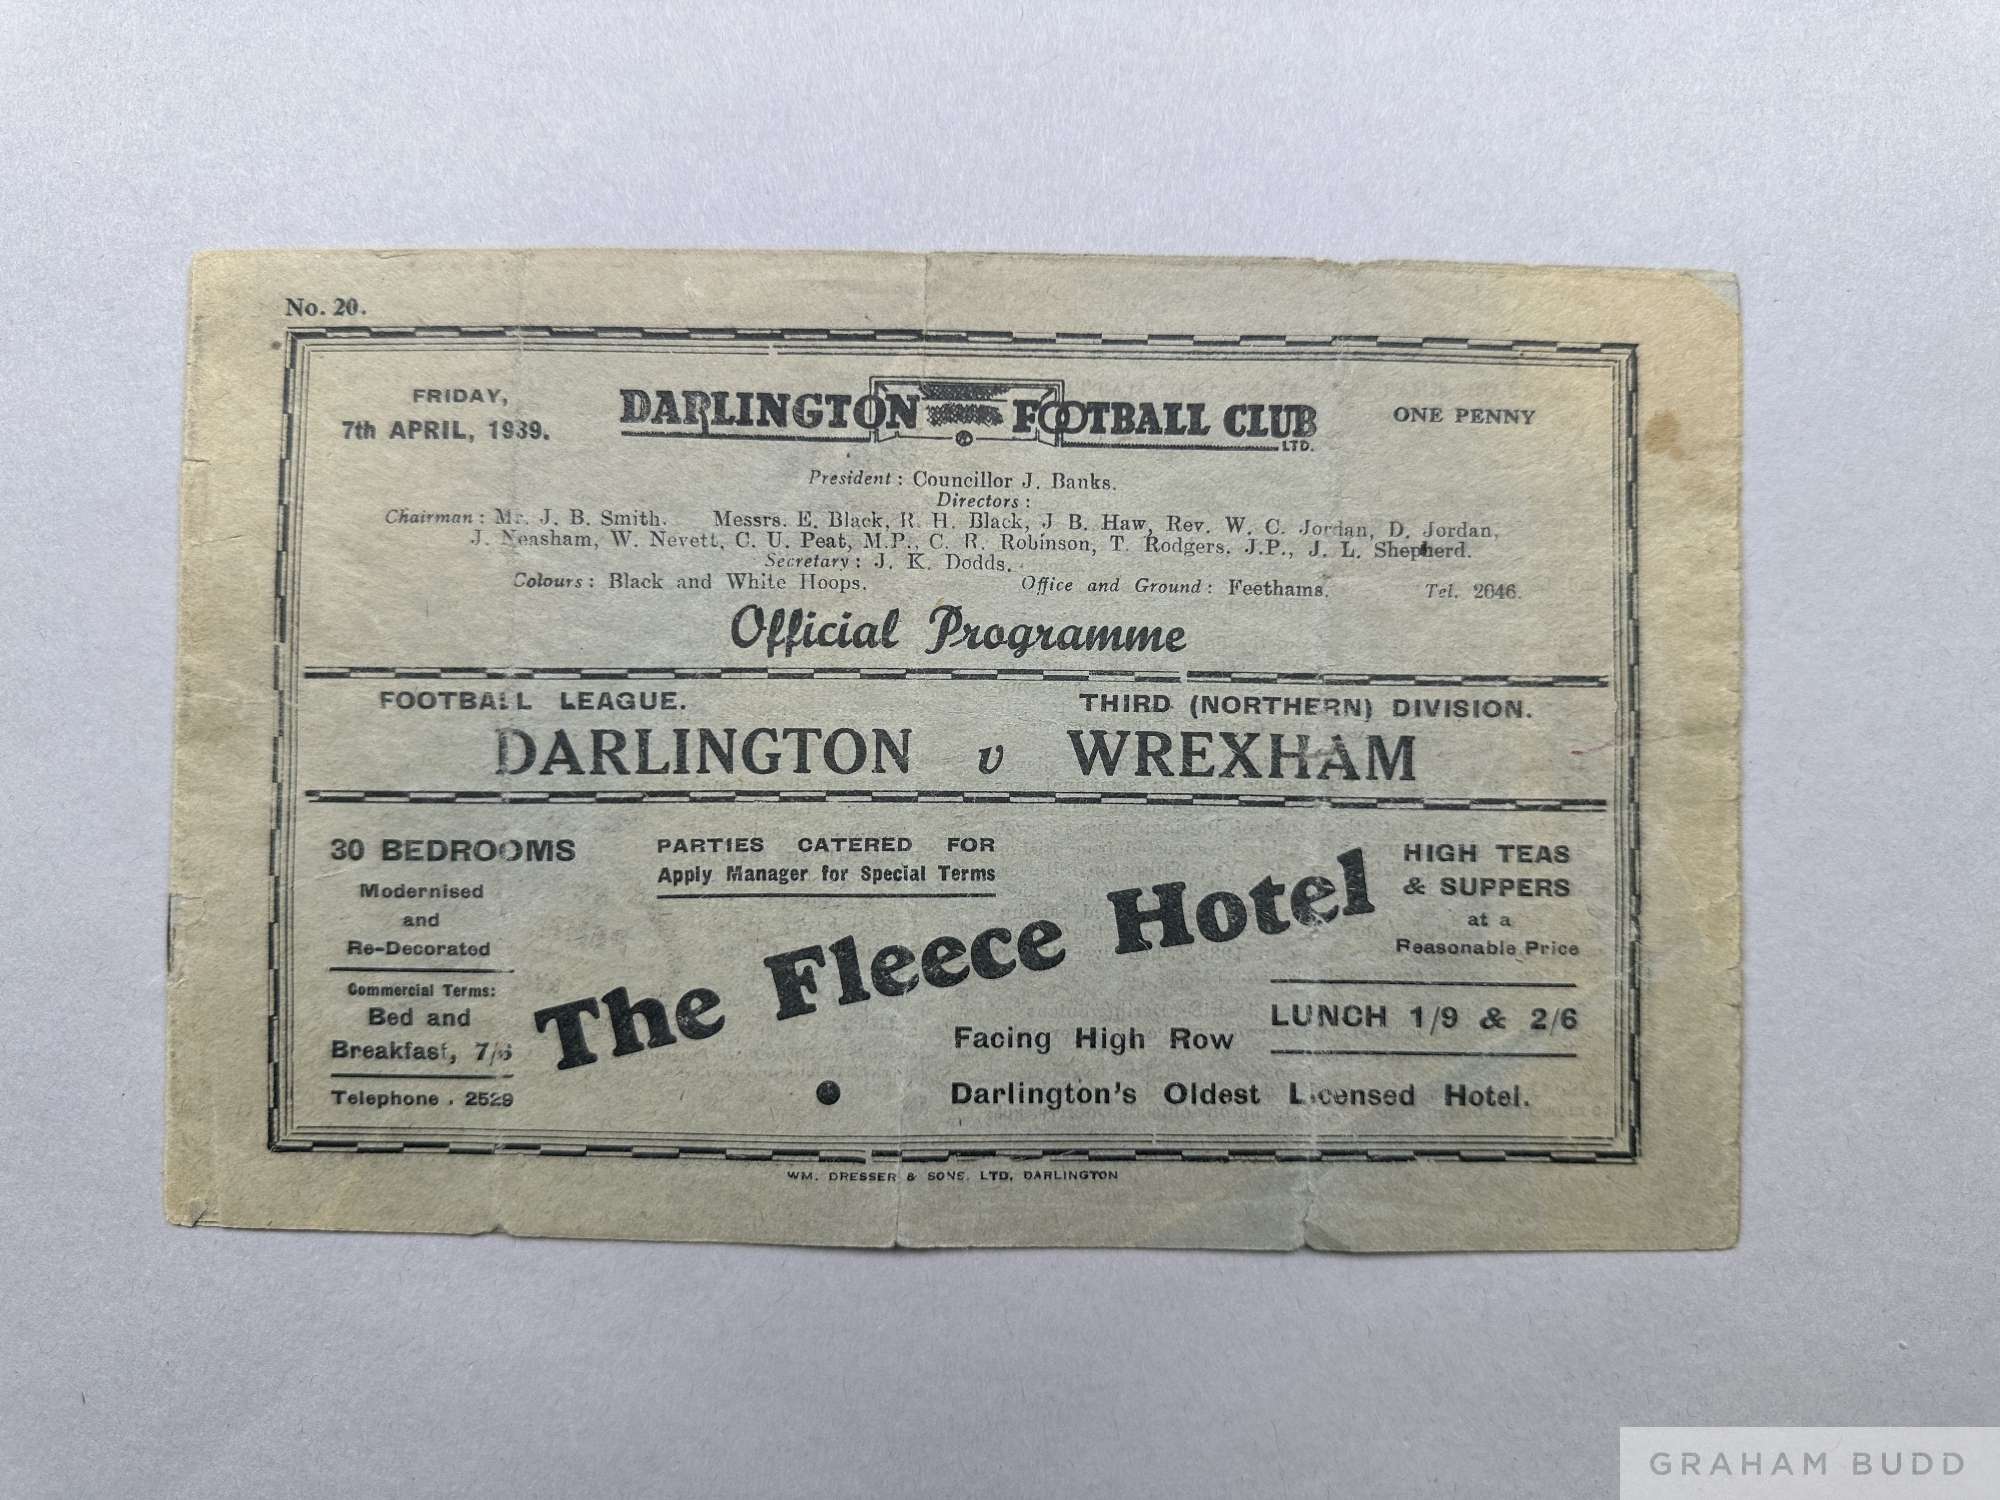 No. 20.
FRIDAY,
7th APRIL, 1939.
DARLINGTON FOOTBALL CLUB
LTD.
ONE PENNY
President : Councillor J. Banks.
Directors :
Chairman : Mr. J. B. Smith. Messrs. E. Black, R. H. Black, J B. Haw, Rev. W. C. Jordan, D. Jordan,
J. Neasham, W. Nevett, C. U. Peat, M.P., C. R. Robinson, T. Rodgers, J.P., J. L. Shepherd.
Secretary : J. K. Dodds.
Colours : Black and White Hoops. Office and Ground : Feethams. Tel. 2646.
Official Programme
FOOTBALL LEAGUE. THIRD (NORTHERN) DIVISION.
DARLINGTON v WREXHAM
30 BEDROOMS
Modernised
and
Re-Decorated
Commercial Terms:
Bed and
Breakfast, 7/6
Telephone . 2529
PARTIES CATERED FOR
Apply Manager for Special Terms
The Fleece Hotel
Facing High Row
Darlington's Oldest Licensed Hotel.
HIGH TEAS
& SUPPERS
at a
Reasonable Price
LUNCH 1/9 & 2/6
WM. DRESSER & SONS, LTD, DARLINGTON
GRAHAM BUDD